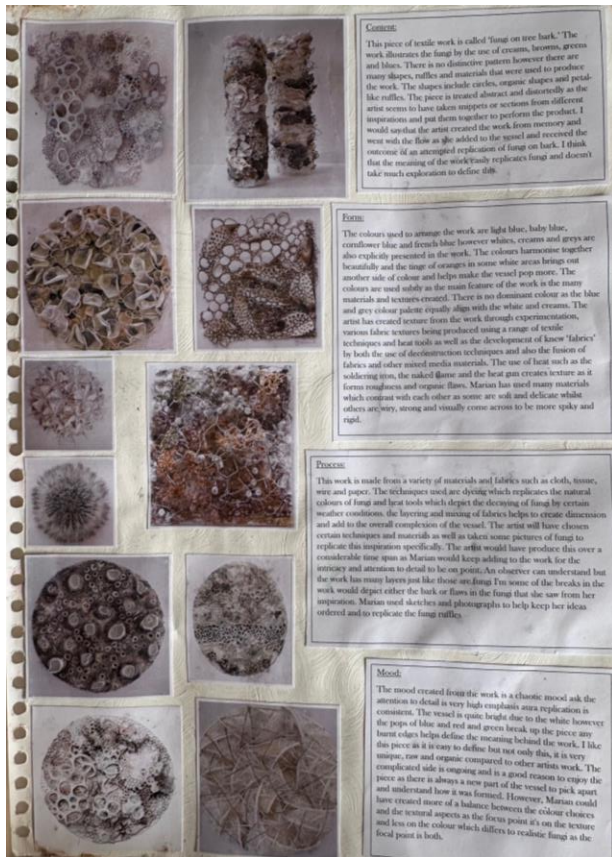 Content:
This piece of textile work is called 'fungi on tree bark.' The
work illustrates the fungi by the use of creams, browns, greens
and blues. There is no distinctive pattern however there are
many shapes, ruffles and materials that were used to produce
the work. The shapes include circles, organic shapes and petal-
like ruffles. The piece is treated abstract and distortedly as the
artist seems to have taken snippets or sections from different
inspirations and put them together to perform the product. I
would say that the artist created the work from memory and
went with the flow as she added to the vessel and received the
outcome of an attempted replication of fungi on bark. I think
that the meaning of the work easily replicates fungi and doesn't
take much exploration to define this.
Form:
The colours used to arrange the work are light blue, baby blue,
cornflower blue and french blue however whites, creams and greys are
also explicitly presented in the work. The colours harmonise together
beautifully and the tinge of oranges in some white areas brings out
another side of colour and helps make the vessel pop more. The
colours are used subtly as the main feature of the work is the many
materials and textures created. There is no dominant colour as the blue
and grey colour palette equally align with the white and creams. The
artist has created texture from the work through experimentation,
various fabric textures being produced using a range of textile
techniques and heat tools as well as the development of knew 'fabrics'
by both the use of deconstruction techniques and also the fusion of
fabrics and other mixed media materials. The use of heat such as the
soldiering iron, the naked flame and the heat gun creates texture as it
forms roughness and organic flaws. Marian has used many materials
which contrast with each other as some are soft and delicate whilst
others are wiry, strong and visually come across to be more spiky and
rigid.
Process:
This work is made from a variety of materials and fabrics such as cloth, tissue,
wire and paper. The techniques used are dyeing which replicates the natural
colours of fungi and heat tools which depict the decaying of fungi by certain
weather conditions. the layering and mixing of fabrics helps to create dimension
and add to the overall complexion of the vessel. The artist will have chosen
certain techniques and materials as well as taken some pictures of fungi to
replicate this inspiration specifically. The artist would have produce this over a
considerable time span as Marian would keep adding to the work for the
intricacy and attention to detail to be on point. An observer can understand but
the work has many layers just like those are fungi I'm some of the breaks in the
work would depict either the bark or flaws in the fungi that she saw from her
inspiration. Marian used sketches and photographs to help keep her ideas
ordered and to replicate the fungi ruffles
Mood:
The mood created from the work is a chaotic mood ask the
attention to detail is very high emphasis aura replication is
consistent. The vessel is quite bright due to the white however
the pops of blue and red and green break up the piece any
burnt edges helps define the meaning behind the work. I like
this piece as it is easy to define but not only this, it is very
unique, raw and organic compared to other artists work. The
complicated side is ongoing and is a good reason to enjoy the
piece as there is always a new part of the vessel to pick apart
and understand how it was formed. However, Marian could
have created more of a balance between the colour choices
and the textural aspects as the focus point it's on the texture
and less on the colour which differs to realistic fungi as the
focal point is both.